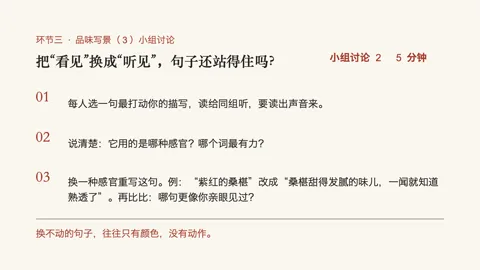 环节三 · 品味写景（3）小组讨论
把“看见”换成“听见”，句子还站得住吗？
小组讨论 2 5 分钟
01
每人选一句最打动你的描写，读给同组听，要读出声音来。
02
说清楚：它用的是哪种感官？哪个词最有力？
03
换一种感官重写这句。例：“紫红的桑椹”改成“桑椹甜得发腻的味儿，一闻就知道
熟透了”。再比比：哪句更像你亲眼见过？
换不动的句子，往往只有颜色，没有动作。